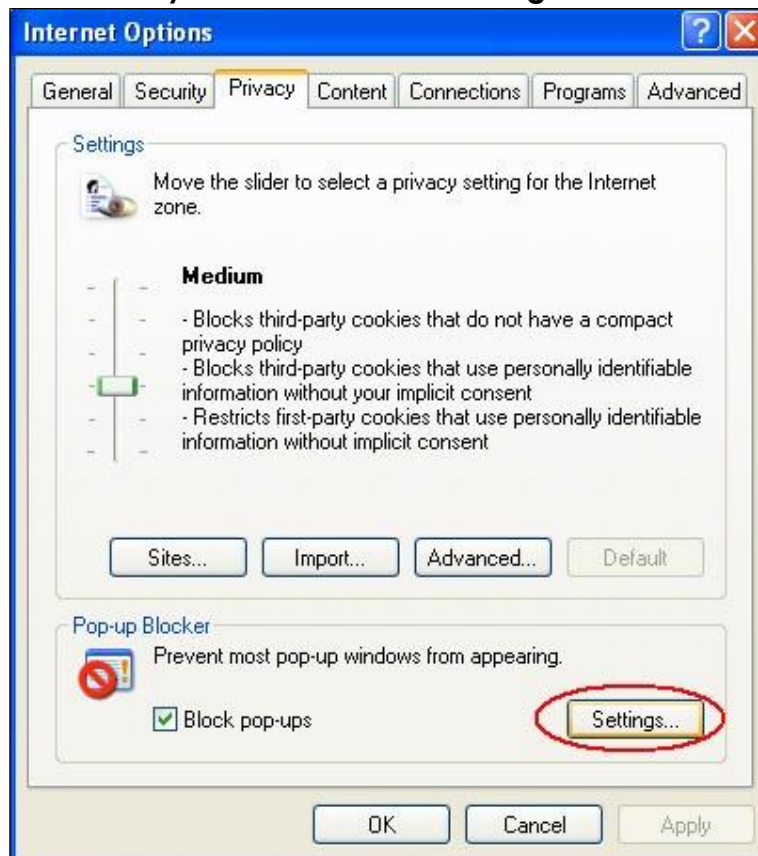 Internet Options
General Security Privacy Content Connections Programs Advanced
Settings
Move the slider to select a privacy setting for the Internet
zone.
Medium
- Blocks third-party cookies that do not have a compact
privacy policy
- Blocks third-party cookies that use personally identifiable
information without your implicit consent
- Restricts first-party cookies that use personally identifiable
information without implicit consent
Sites... Import... Advanced... Default
Pop-up Blocker
Prevent most pop-up windows from appearing.
Block pop-ups Settings...
OK Cancel Apply